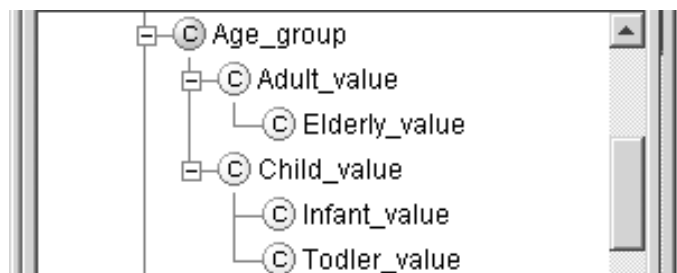 C Age_group
C Adult_value
C Elderly_value
C Child_value
C Infant_value
C Todler_value